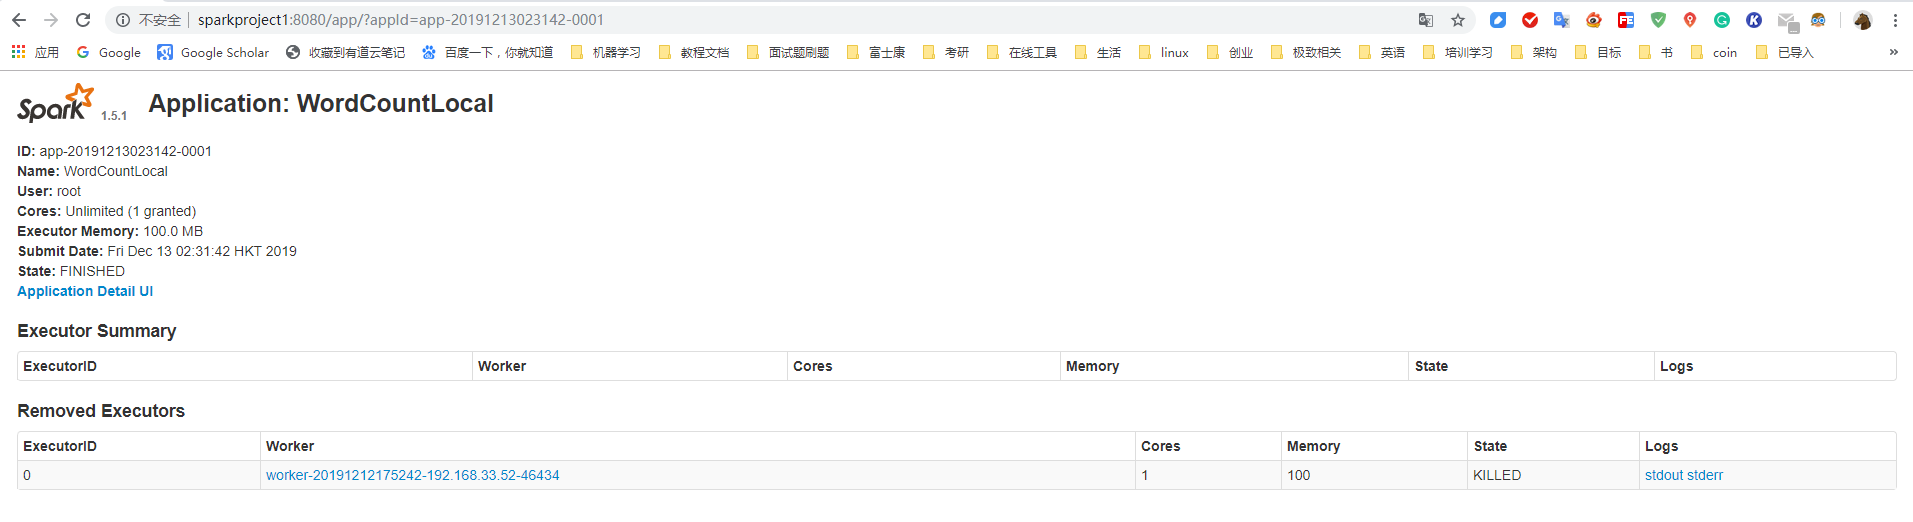 不安全 | sparkproject1:8080/app/?appId=app-20191213023142-0001
应用 Google Google Scholar 收藏到有道云笔记 百度一下，你就知道 机器学习 教程文档 面试题刷题 富士康 考研 在线工具 生活 linux 创业 极致相关 英语 培训学习 架构 目标 书 coin 已导入 »
Spark 1.5.1 Application: WordCountLocal
ID: app-20191213023142-0001
Name: WordCountLocal
User: root
Cores: Unlimited (1 granted)
Executor Memory: 100.0 MB
Submit Date: Fri Dec 13 02:31:42 HKT 2019
State: FINISHED
Application Detail UI
Executor Summary
ExecutorID Worker Cores Memory State Logs
Removed Executors
ExecutorID Worker Cores Memory State Logs
0 worker-20191212175242-192.168.33.52-46434 1 100 KILLED stdout stderr